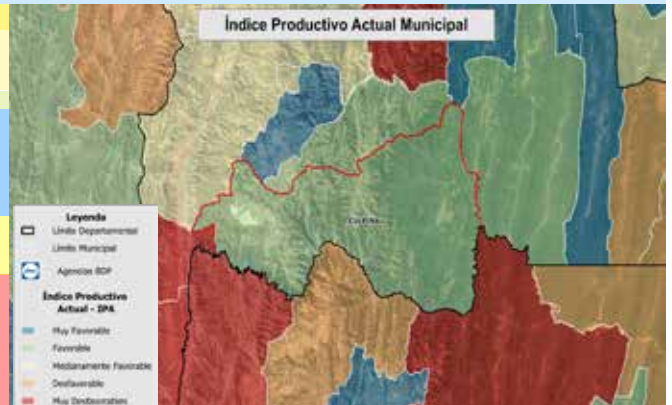 Índice Productivo Actual Municipal
CULPINA
Leyenda
Límite Departamental
Límite Municipal
Agencias BDP
Índice Productivo
Actual - IPA
Muy Favorable
Favorable
Medianamente Favorable
Desfavorable
Muy Desfavorable